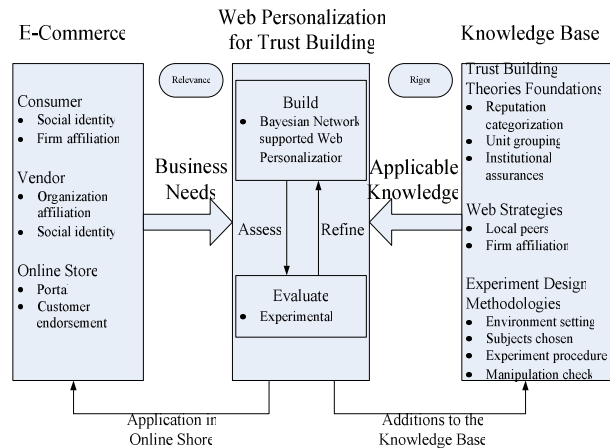 E-Commerce
Web Personalization
for Trust Building
Knowledge Base
Relevance
Rigor
Consumer
• Social identity
• Firm affiliation
Vendor
• Organization
affiliation
• Social identity
Online Store
• Portal
• Customer
endorsement
Business
Needs
Build
• Bayesian Network
supported Web
Personalization
Assess
Refine
Evaluate
• Experimental
Applicable
Knowledge
Trust Building
Theories Foundations
• Reputation
categorization
• Unit grouping
• Institutional
assurances
Web Strategies
• Local peers
• Firm affiliation
Experiment Design
Methodologies
• Environment setting
• Subjects chosen
• Experiment procedure
• Manipulation check
Application in
Online Shore
Additions to the
Knowledge Base